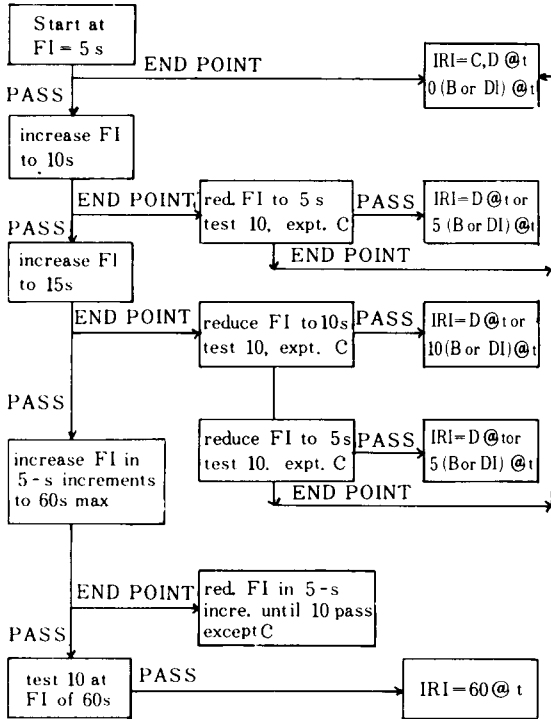 Start at
FI = 5 s
END POINT
IRI = C,D @ t
0 (B or DI) @ t
PASS
increase FI
to 10s
END POINT
red. FI to 5 s
test 10, expt. C
PASS
IRI = D @ t or
5 (B or DI) @ t
PASS
END POINT
increase FI
to 15s
END POINT
reduce FI to 10s
test 10, expt. C
PASS
IRI = D @ t or
10 (B or DI) @ t
PASS
reduce FI to 5 s
test 10. expt. C
PASS
IRI = D @ t or
5 (B or DI) @ t
END POINT
increase FI in
5 - s increments
to 60s max
END POINT
red. FI in 5 - s
incre. until 10 pass
except C
PASS
test 10 at
FI of 60s
PASS
IRI = 60 @ t